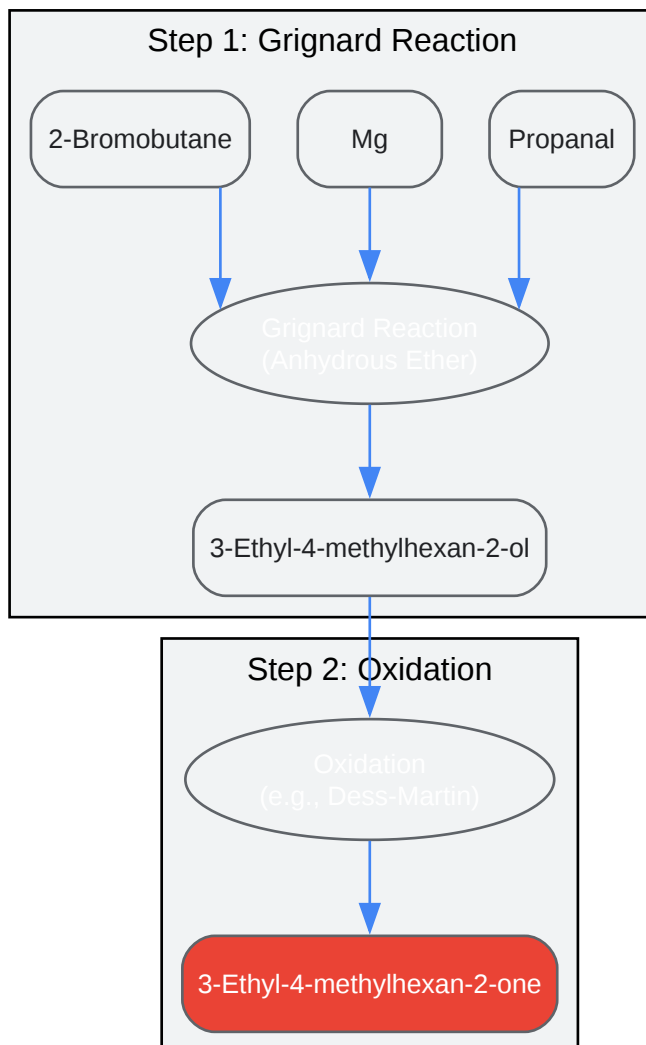 Step 1: Grignard Reaction
2-Bromobutane
Mg
Propanal
Grignard Reaction
(Anhydrous Ether)
3-Ethyl-4-methylhexan-2-ol
Step 2: Oxidation
Oxidation
(e.g., Dess-Martin)
3-Ethyl-4-methylhexan-2-one